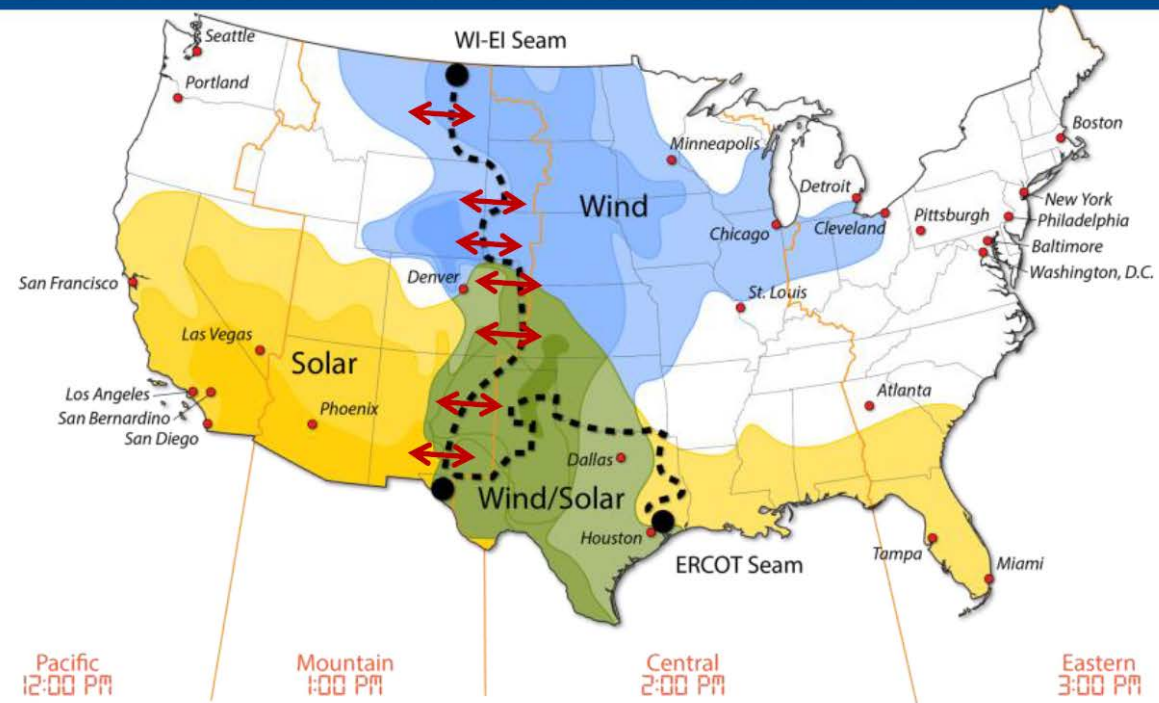 WI-EI Seam
Seattle
Portland
Minneapolis
Boston
Detroit
New York
Wind
Chicago
Cleveland
Pittsburgh
Philadelphia
Baltimore
Washington, D.C.
San Francisco
Denver
St. Louis
Las Vegas
Solar
Los Angeles
San Bernardino
San Diego
Phoenix
Atlanta
Dallas
Wind/Solar
Houston
ERCOT Seam
Tampa
Miami
Pacific
12:00 PM
Mountain
1:00 PM
Central
2:00 PM
Eastern
3:00 PM